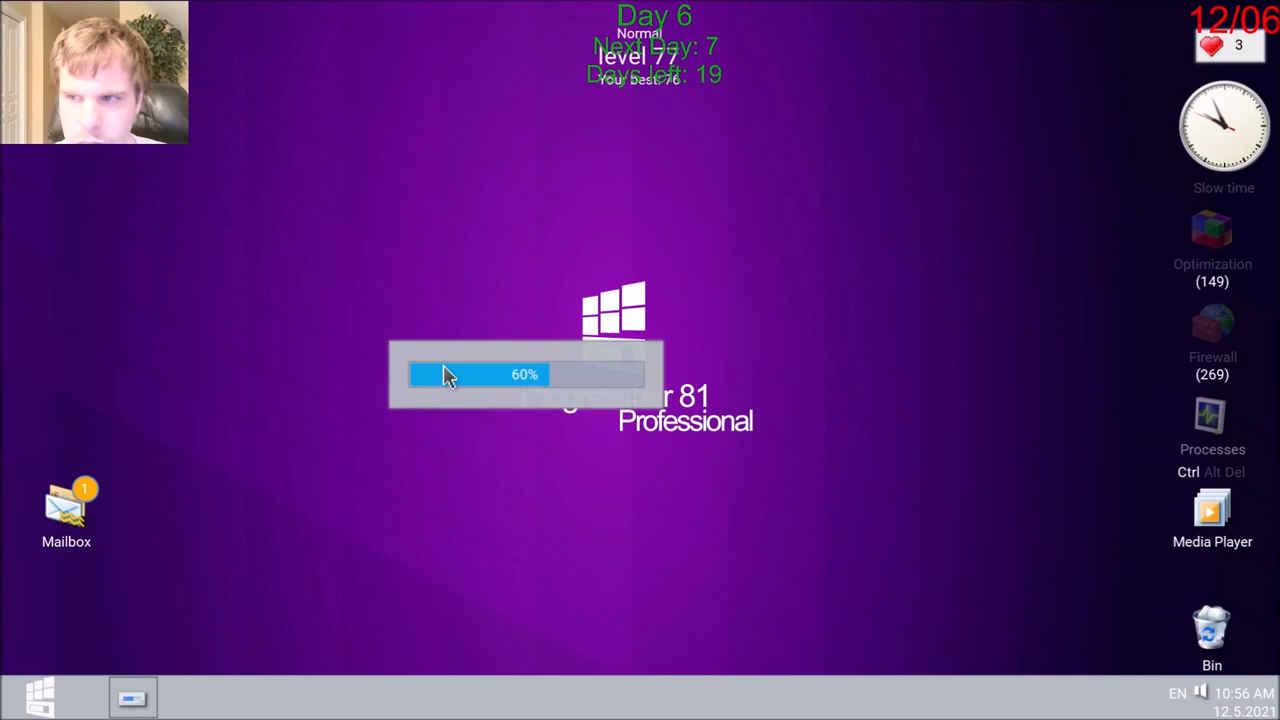 Day 6
Normal
Next Day: 7
level 77
Days left: 19
Your best: 76
12/06
3
Slow time
Optimization
(149)
Firewall
(269)
60%
r 81
Professional
Processes
Ctrl Alt Del
1
Mailbox
Media Player
Bin
EN 10:56 AM
12.5.2021